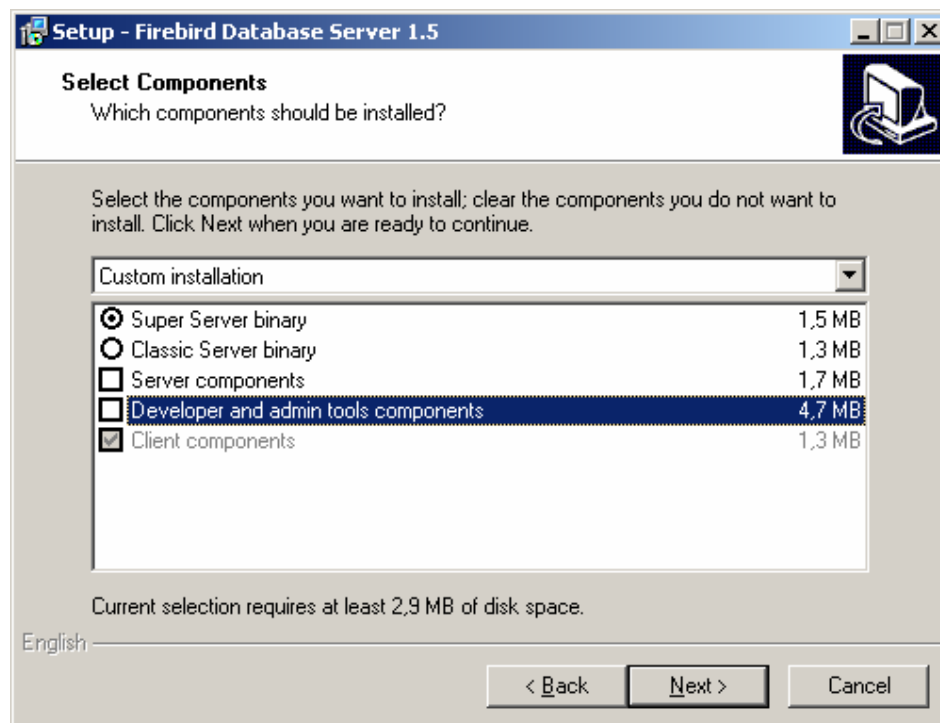 Setup - Firebird Database Server 1.5
Select Components
Which components should be installed?
Select the components you want to install; clear the components you do not want to
install. Click Next when you are ready to continue.
Custom installation
Super Server binary 1,5 MB
Classic Server binary 1,3 MB
Server components 1,7 MB
Developer and admin tools components 4,7 MB
Client components 1,3 MB
Current selection requires at least 2,9 MB of disk space.
English
< Back Next > Cancel